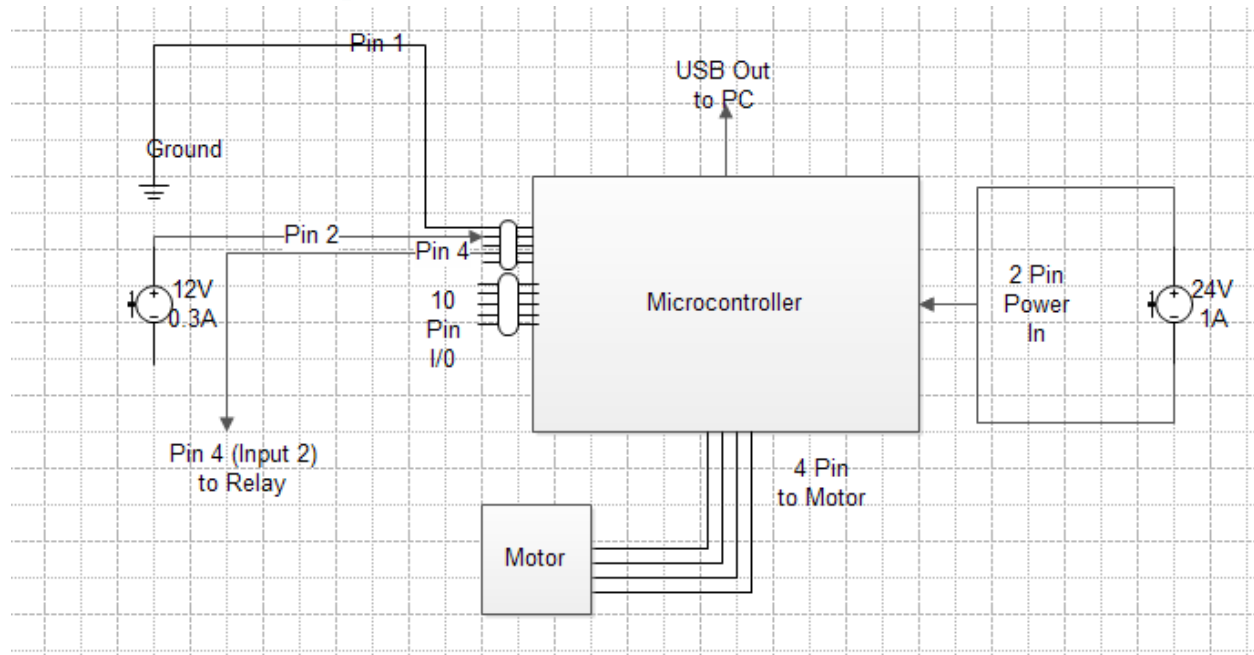 Pin 1
USB Out
to PC
Ground
Pin 2
Pin 4
12V
0.3A
10
Pin
I/0
Microcontroller
2 Pin
Power
In
24V
1A
Pin 4 (Input 2)
to Relay
4 Pin
to Motor
Motor